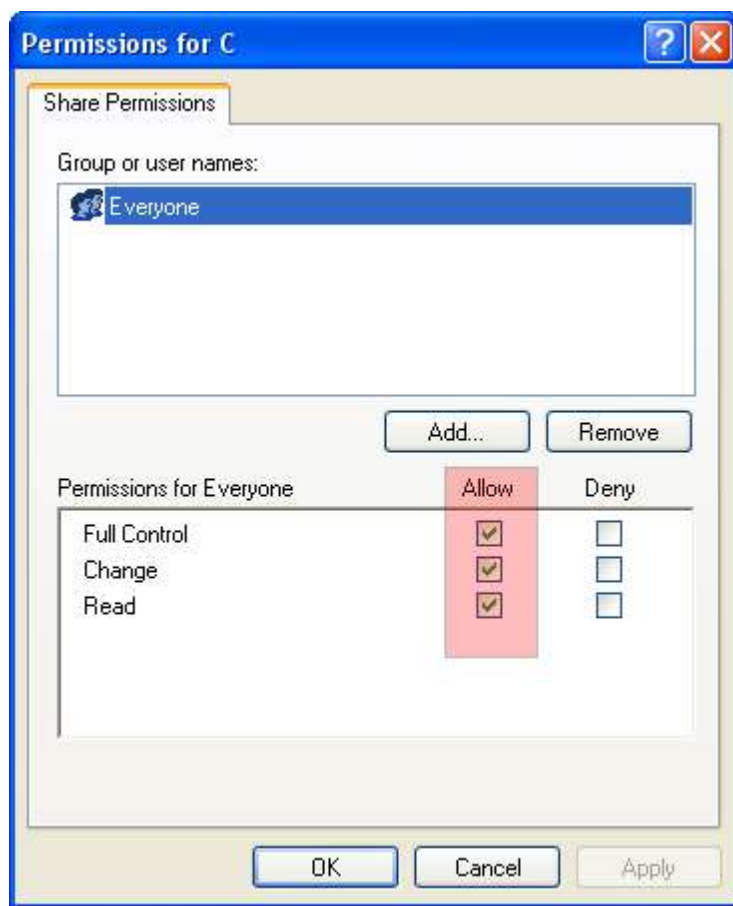 Permissions for C
Share Permissions
Group or user names:
Everyone
Add... Remove
Permissions for Everyone Allow Deny
Full Control
Change
Read
OK Cancel Apply